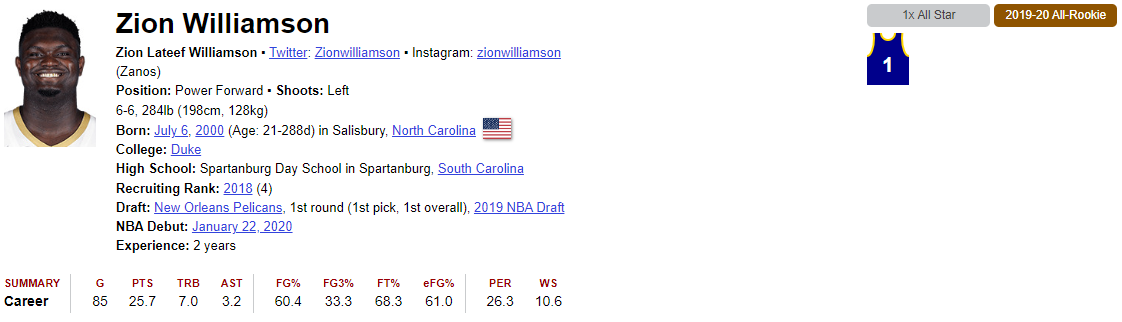 Zion Williamson
1x All Star
2019-20 All-Rookie
1
Zion Lateef Williamson ▪ Twitter: Zionwilliamson ▪ Instagram: zionwilliamson
(Zanos)
Position: Power Forward ▪ Shoots: Left
6-6, 284lb (198cm, 128kg)
Born: July 6, 2000 (Age: 21-288d) in Salisbury, North Carolina
College: Duke
High School: Spartanburg Day School in Spartanburg, South Carolina
Recruiting Rank: 2018 (4)
Draft: New Orleans Pelicans, 1st round (1st pick, 1st overall), 2019 NBA Draft
NBA Debut: January 22, 2020
Experience: 2 years
SUMMARY G PTS TRB AST FG% FG3% FT% eFG% PER WS
Career 85 25.7 7.0 3.2 60.4 33.3 68.3 61.0 26.3 10.6